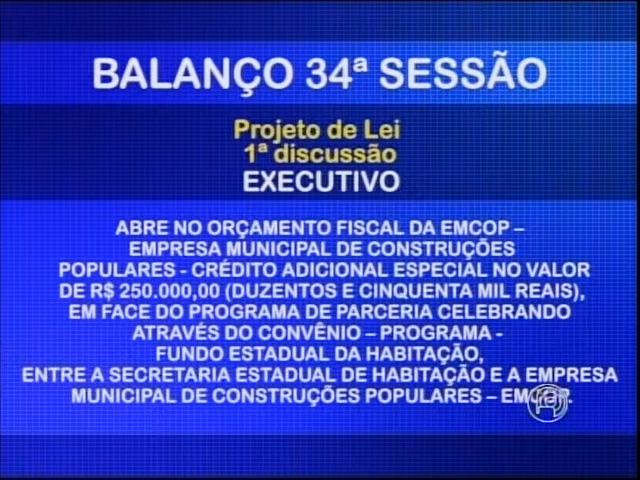 BALANÇO 34ª SESSÃO
Projeto de Lei
1ª discussão
EXECUTIVO
ABRE NO ORÇAMENTO FISCAL DA EMCOP –
EMPRESA MUNICIPAL DE CONSTRUÇÕES
POPULARES - CRÉDITO ADICIONAL ESPECIAL NO VALOR
DE R$ 250.000,00 (DUZENTOS E CINQUENTA MIL REAIS),
EM FACE DO PROGRAMA DE PARCERIA CELEBRANDO
ATRAVÉS DO CONVÊNIO – PROGRAMA -
FUNDO ESTADUAL DA HABITAÇÃO,
ENTRE A SECRETARIA ESTADUAL DE HABITAÇÃO E A EMPRESA
MUNICIPAL DE CONSTRUÇÕES POPULARES – EMCOP.